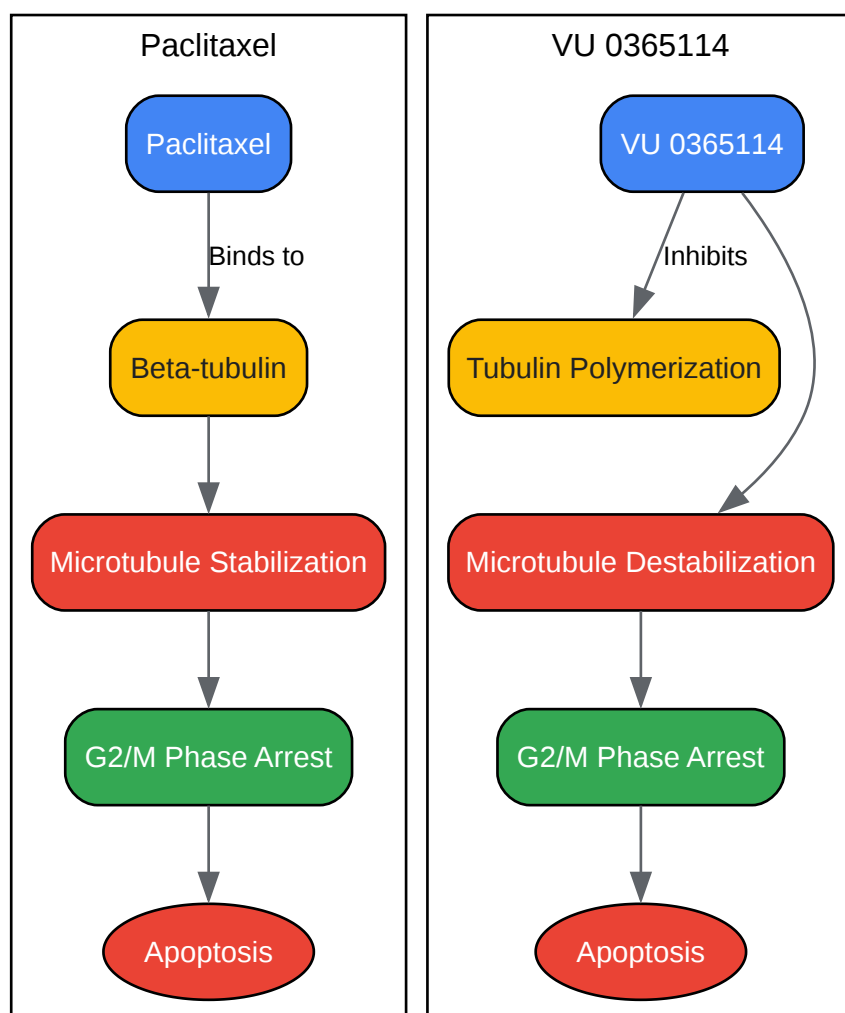 Paclitaxel
Paclitaxel
Binds to
Beta-tubulin
Microtubule Stabilization
G2/M Phase Arrest
Apoptosis
VU 0365114
VU 0365114
Inhibits
Tubulin Polymerization
Microtubule Destabilization
G2/M Phase Arrest
Apoptosis